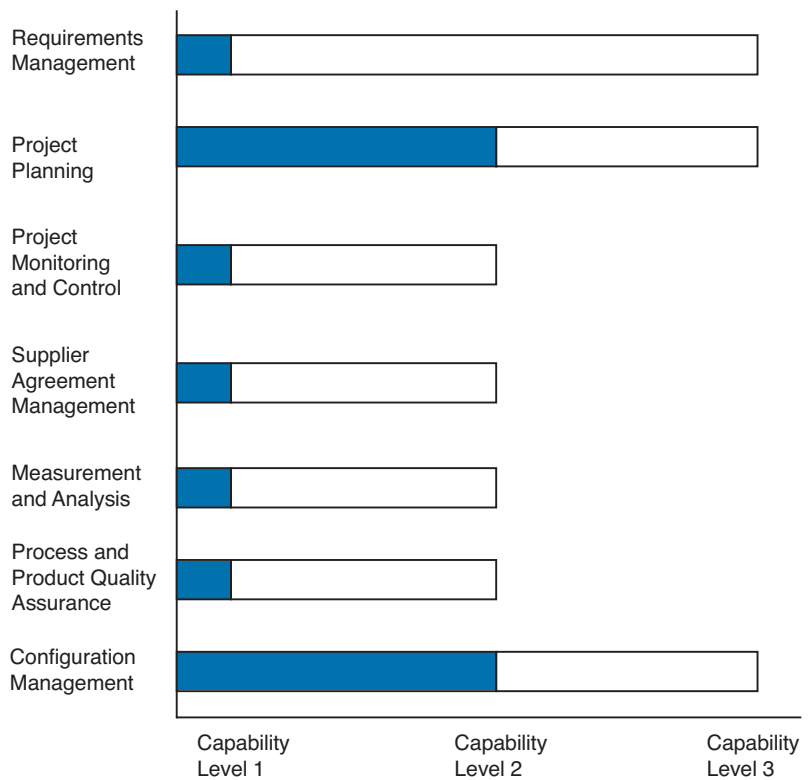 Requirements
Management
Project
Planning
Project
Monitoring
and Control
Supplier
Agreement
Management
Measurement
and Analysis
Process and
Product Quality
Assurance
Configuration
Management
Capability
Level 1
Capability
Level 2
Capability
Level 3